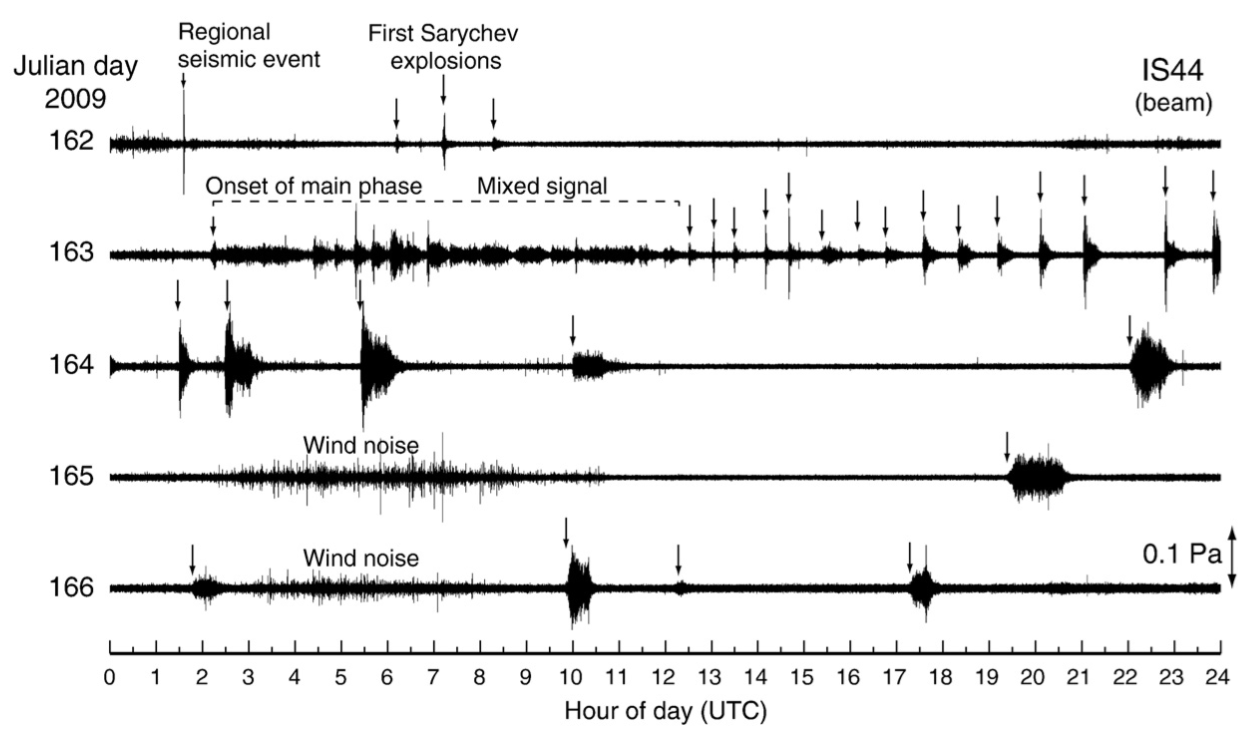 Regional
seismic event
First Sarychev
explosions
Julian day
2009
IS44
(beam)
162
Onset of main phase
Mixed signal
163
164
Wind noise
165
Wind noise
0.1 Pa
166
0 1 2 3 4 5 6 7 8 9 10 11 12 13 14 15 16 17 18 19 20 21 22 23 24
Hour of day (UTC)